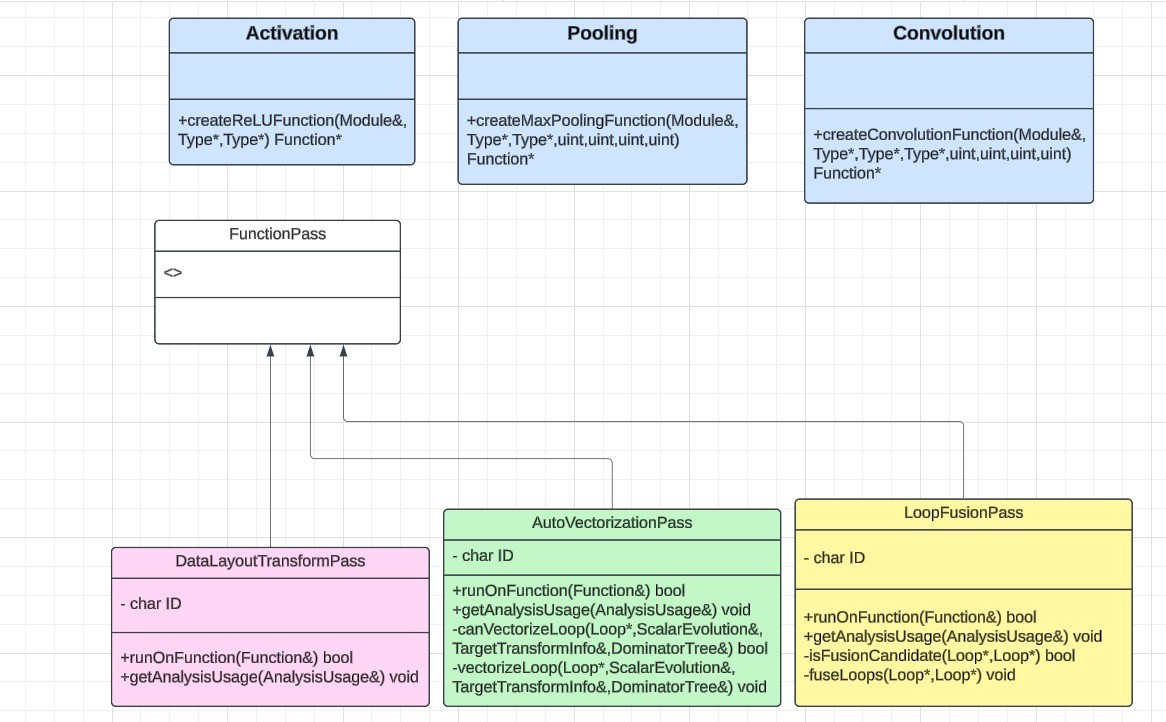 Activation
+createReLUFunction(Module&,
Type*,Type*) Function*
Pooling
+createMaxPoolingFunction(Module&,
Type*,Type*,uint,uint,uint,uint)
Function*
Convolution
+createConvolutionFunction(Module&,
Type*,Type*,Type*,uint,uint,uint,uint)
Function*
FunctionPass
<>
DataLayoutTransformPass
- char ID
+runOnFunction(Function&) bool
+getAnalysisUsage(AnalysisUsage&) void
AutoVectorizationPass
- char ID
+runOnFunction(Function&) bool
+getAnalysisUsage(AnalysisUsage&) void
-canVectorizeLoop(Loop*,ScalarEvolution&,
TargetTransformInfo&,DominatorTree&) bool
-vectorizeLoop(Loop*,ScalarEvolution&,
TargetTransformInfo&,DominatorTree&) void
LoopFusionPass
- char ID
+runOnFunction(Function&) bool
+getAnalysisUsage(AnalysisUsage&) void
-isFusionCandidate(Loop*,Loop*) bool
-fuseLoops(Loop*,Loop*) void